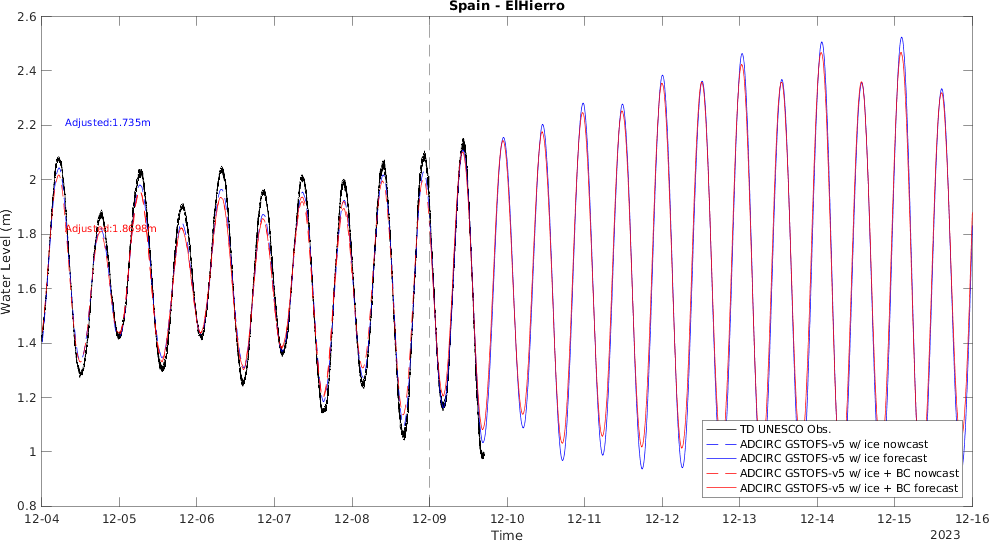 Spain - ElHierro
2.6
2.4
2.2
2
1.8
1.6
1.4
1.2
1
0.8
Water Level (m)
Adjusted:1.735m
Adjusted:1.8698m
TD UNESCO Obs.
ADCIRC GSTOFS-v5 w/ ice nowcast
ADCIRC GSTOFS-v5 w/ ice forecast
ADCIRC GSTOFS-v5 w/ ice + BC nowcast
ADCIRC GSTOFS-v5 w/ ice + BC forecast
12-04 12-05 12-06 12-07 12-08 12-09 12-10 12-11 12-12 12-13 12-14 12-15 12-16
Time
2023